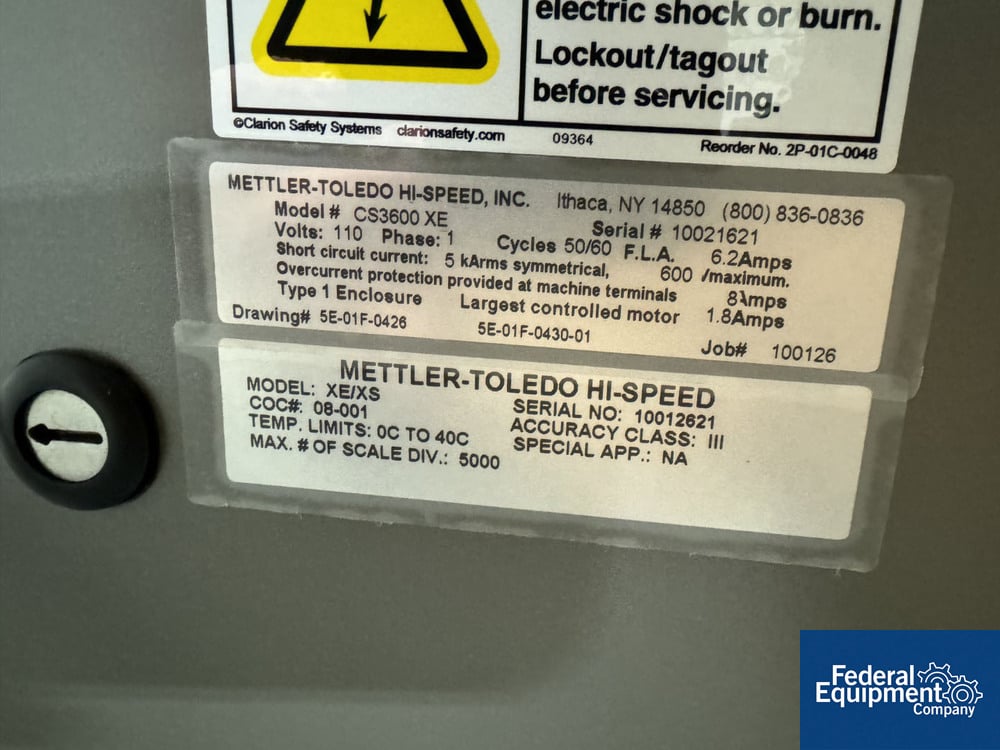 electric shock or burn.
Lockout/tagout
before servicing.
©Clarion Safety Systems clarionsafety.com 09364 Reorder No. 2P-01C-0048
METTLER-TOLEDO HI-SPEED, INC. Ithaca, NY 14850 (800) 836-0836
Model # CS3600 XE Serial # 10021621
Volts: 110 Phase: 1 Cycles 50/60 F.L.A. 6.2Amps
Short circuit current: 5 kArms symmetrical, 600 /maximum.
Overcurrent protection provided at machine terminals 8Amps
Type 1 Enclosure Largest controlled motor 1.8Amps
Drawing# 5E-01F-0426 5E-01F-0430-01 Job# 100126
METTLER-TOLEDO HI-SPEED
MODEL: XE/XS SERIAL NO: 10012621
COC#: 08-001 ACCURACY CLASS: III
TEMP. LIMITS: 0C TO 40C SPECIAL APP.: NA
MAX. # OF SCALE DIV.: 5000
Federal
Equipment
Company